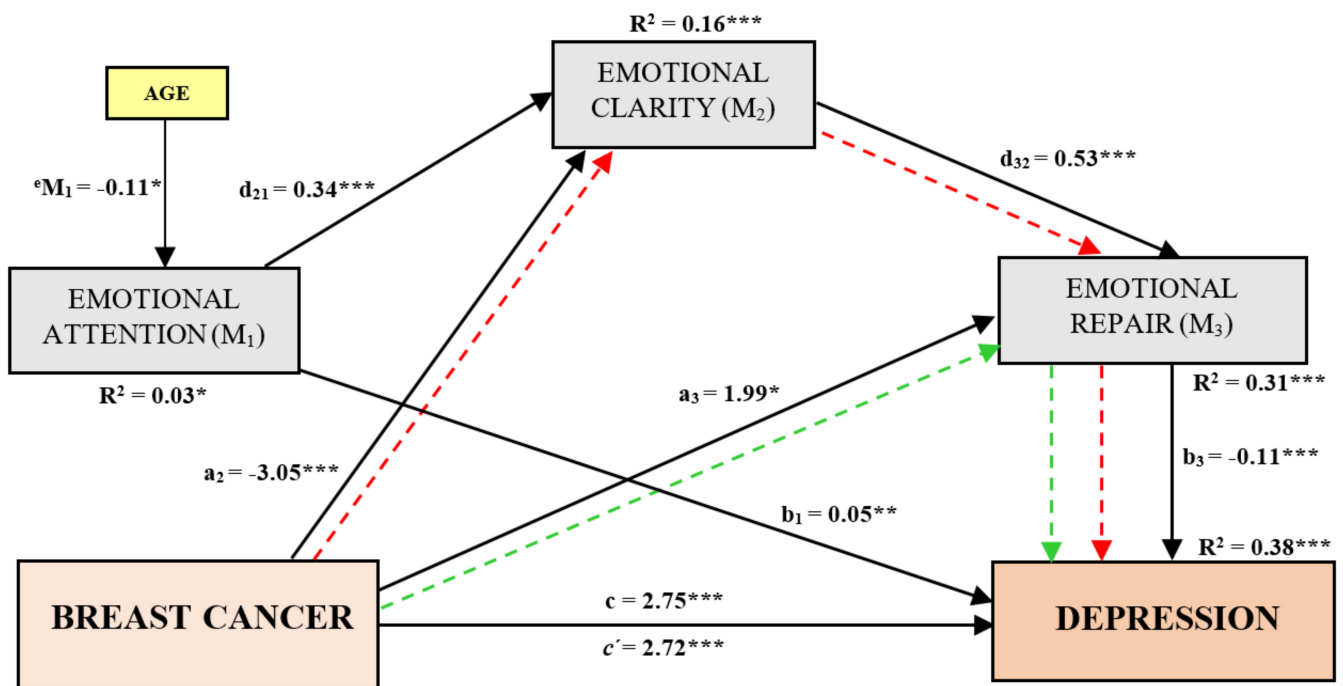 R² = 0.16***
EMOTIONAL
CLARITY (M₂)
AGE
ᵉM₁ = -0.11*
d₂₁ = 0.34***
d₃₂ = 0.53***
EMOTIONAL
ATTENTION (M₁)
R² = 0.03*
EMOTIONAL
REPAIR (M₃)
R² = 0.31***
a₃ = 1.99*
a₂ = -3.05***
b₃ = -0.11***
b₁ = 0.05**
R² = 0.38***
BREAST CANCER
c = 2.75***
c´ = 2.72***
DEPRESSION